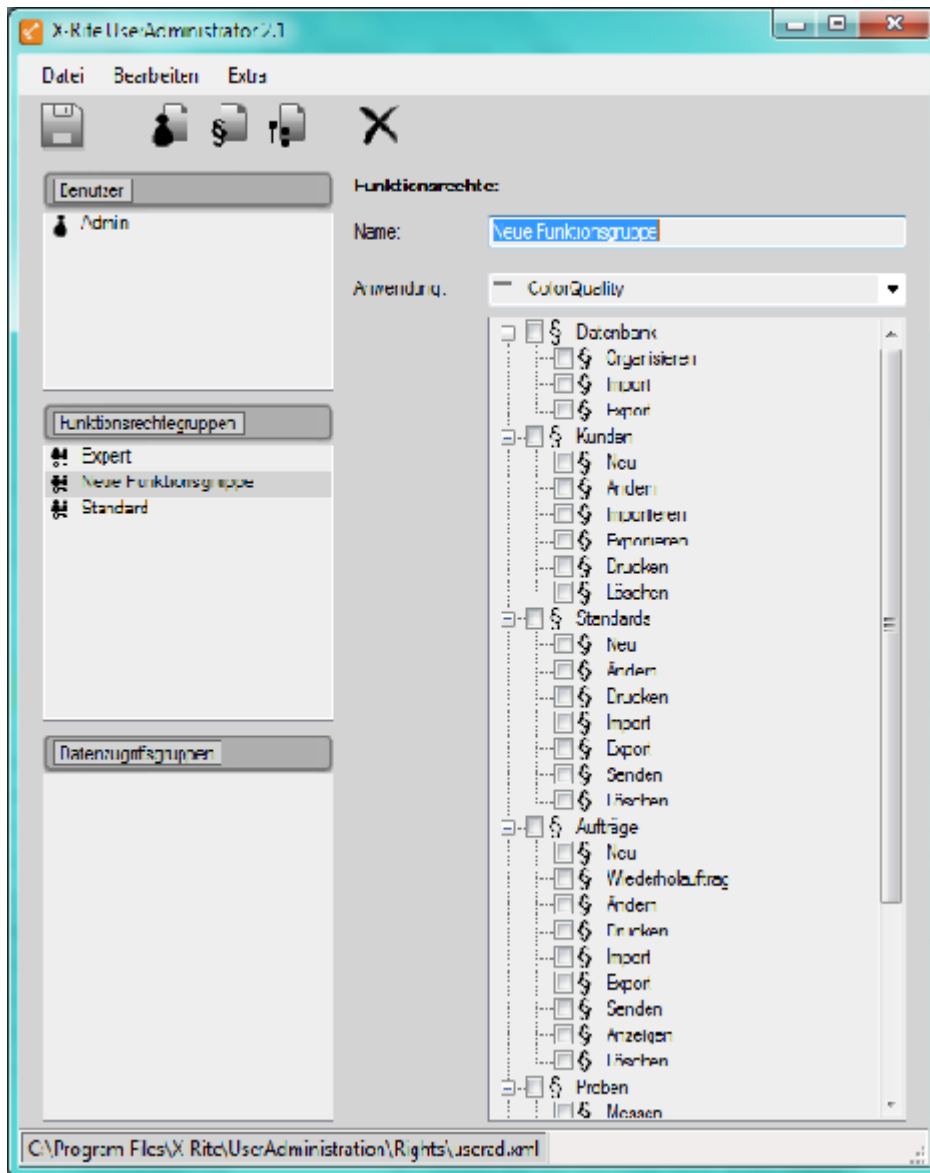 X-Rite UserAdministrator 2.1
Datei Bearbeiten Extra
Benutzer
Admin
Funktionsrechtegruppen
Expert
Neue Funktionsgruppe
Standard
Datenzugriffsgruppen
Funktionsrechte:
Name: Neue Funktionsgruppe
Anwendung: ColorQuality
§ Datenbank
§ Organisieren
§ Import
§ Export
§ Kunden
§ Neu
§ Ändern
§ Importieren
§ Exportieren
§ Drucken
§ Löschen
§ Standards
§ Neu
§ Ändern
§ Drucken
§ Import
§ Export
§ Senden
§ Löschen
§ Aufträge
§ Neu
§ Wiederholauftrag
§ Ändern
§ Drucken
§ Import
§ Export
§ Senden
§ Anzeigen
§ Löschen
§ Proben
§ Messen
C:\Program Files\X-Rite\UserAdministration\Rights\userad.xml